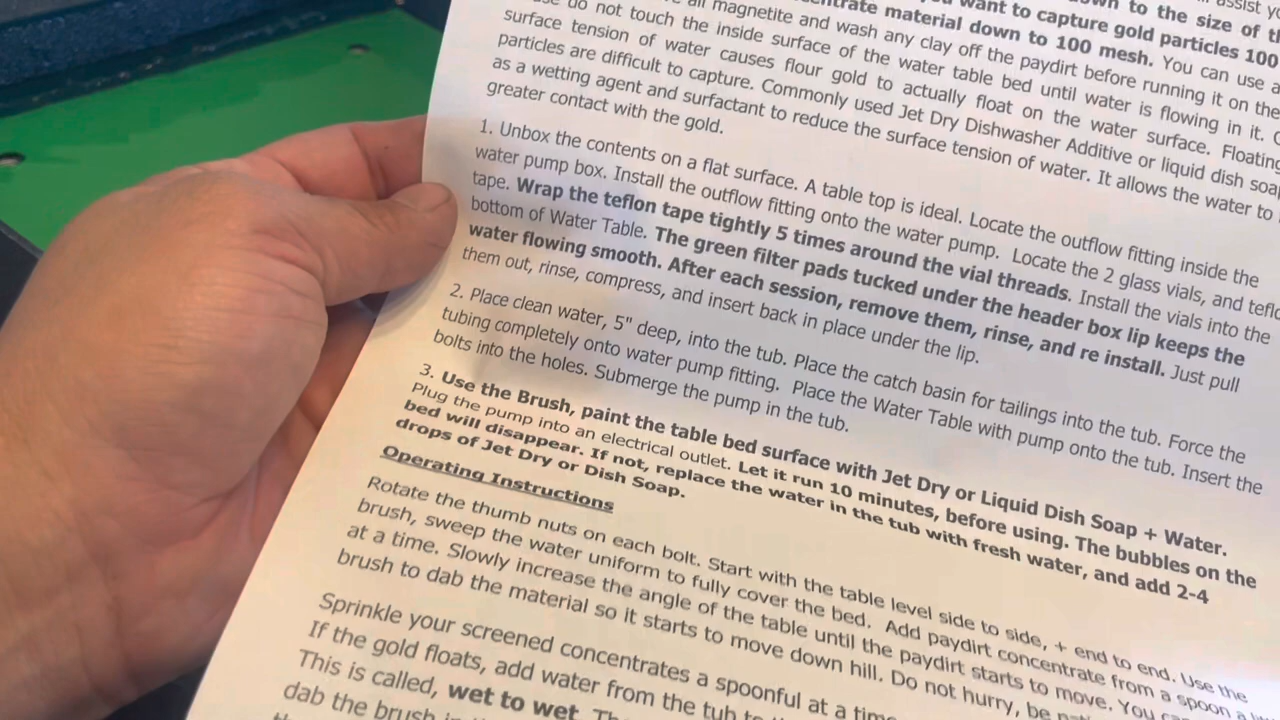 assist
to the size of
want to capture gold particles 100
material down to 100 mesh. You can use
all magnetite and wash any clay off the paydirt before running it on the
do not touch the inside surface of the water table bed until water is flowing in it.
surface tension of water causes flour gold to actually float on the water surface. Floating
particles are difficult to capture. Commonly used Jet Dry Dishwasher Additive or liquid dish
as a wetting agent and surfactant to reduce the surface tension of water. It allows the water to
greater contact with the gold.
1. Unbox the contents on a flat surface. A table top is ideal. Locate the outflow fitting inside the
water pump box. Install the outflow fitting onto the water pump. Locate the 2 glass vials, and
tape. Wrap the teflon tape tightly 5 times around the vial threads. Install the vials into the
bottom of Water Table. The green filter pads tucked under the header box lip keeps the
water flowing smooth. After each session, remove them, rinse, and re install. Just pull
them out, rinse, compress, and insert back in place under the lip.
2. Place clean water, 5" deep, into the tub. Place the catch basin for tailings into the tub. Force the
tubing completely onto water pump fitting. Place the Water Table with pump onto the tub. Insert the
bolts into the holes. Submerge the pump in the tub.
3. Use the Brush, paint the table bed surface with Jet Dry or Liquid Dish Soap + Water.
Plug the pump into an electrical outlet. Let it run 10 minutes, before using. The bubbles on the
bed will disappear. If not, replace the water in the tub with fresh water, and add 2-4
drops of Jet Dry or Dish Soap.
Operating Instructions
Rotate the thumb nuts on each bolt. Start with the table level side to side, + end to end. Use the
brush, sweep the water uniform to fully cover the bed. Add paydirt concentrate from a spoon a
at a time. Slowly increase the angle of the table until the paydirt starts to move. You
brush to dab the material so it starts to move down hill. Do not hurry, be
Sprinkle your screened concentrates a spoonful at a
If the gold floats, add water from the tub to
This is called, wet to wet
dab the brush